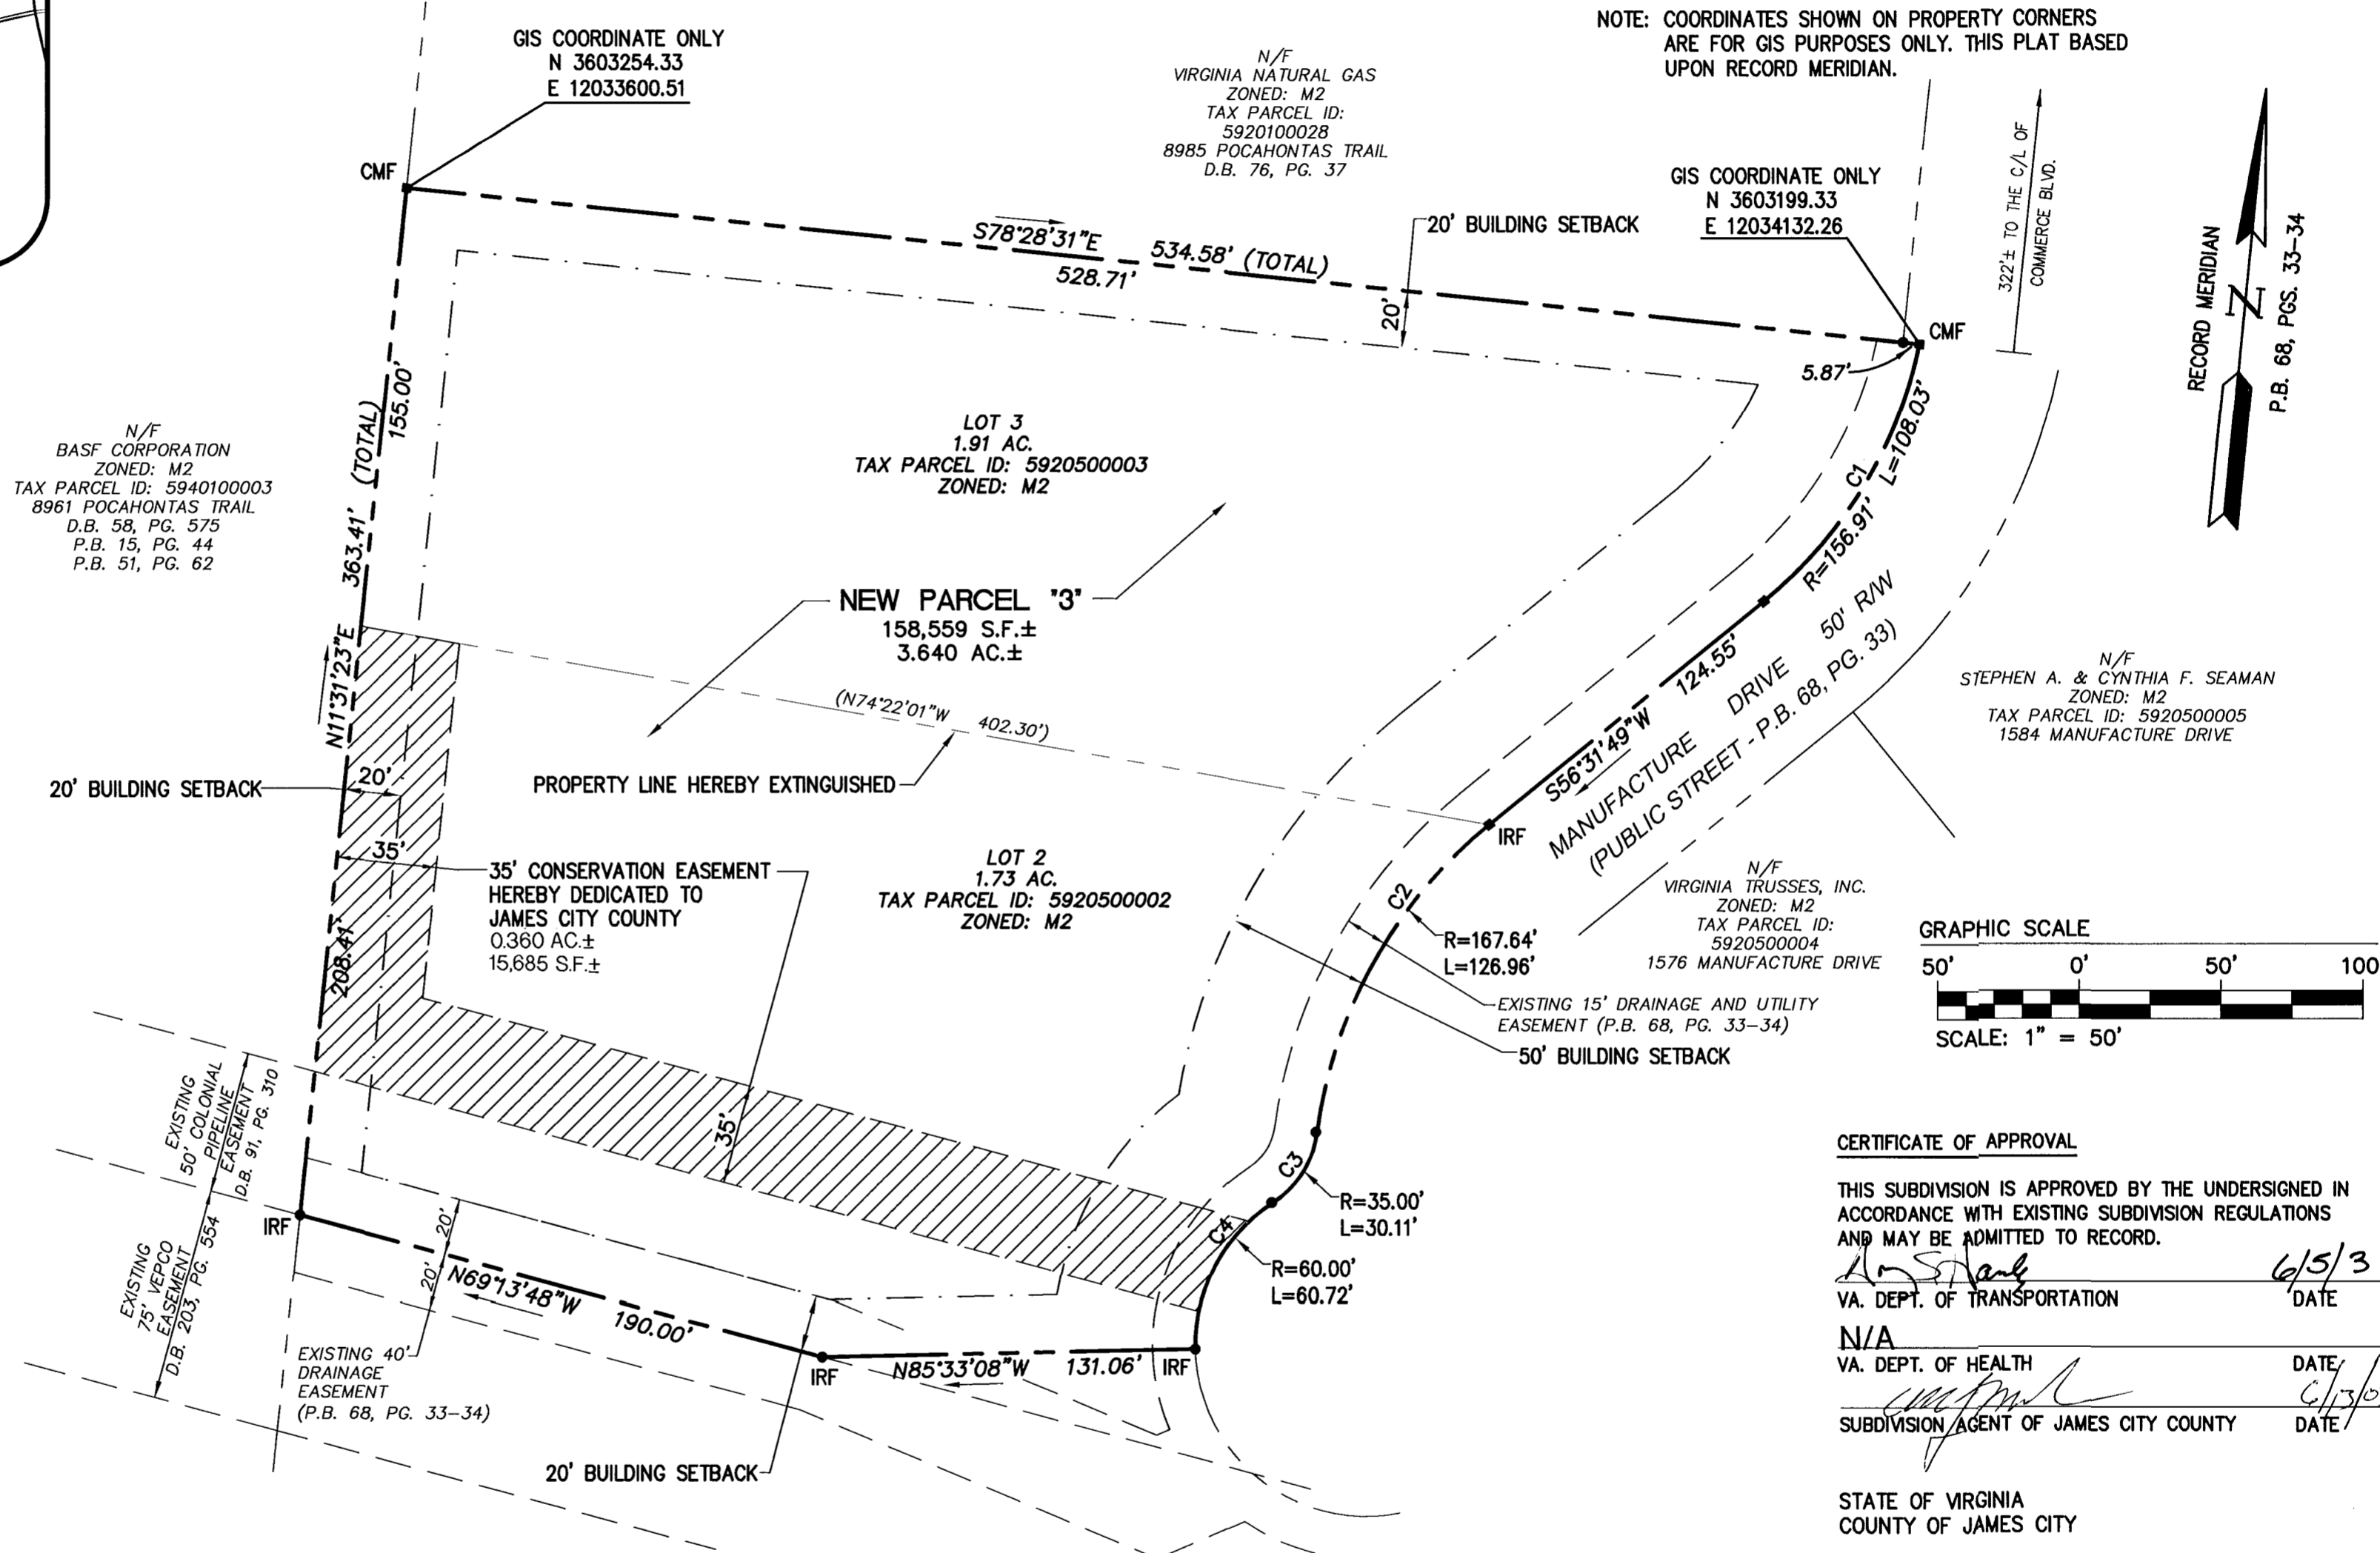 GIS COORDINATE ONLY
N 3603254.33
E 12033600.51
N/F
VIRGINIA NATURAL GAS
ZONED: M2
TAX PARCEL ID:
5920100028
8985 POCAHONTAS TRAIL
D.B. 76, PG. 37
NOTE: COORDINATES SHOWN ON PROPERTY CORNERS
ARE FOR GIS PURPOSES ONLY. THIS PLAT BASED
UPON RECORD MERIDIAN.
GIS COORDINATE ONLY
N 3603199.33
E 12034132.26
322'± TO THE C/L OF
COMMERCE BLVD.
RECORD MERIDIAN
N
P.B. 68, PGS. 33-34
CMF
S78°28'31"E 534.58' (TOTAL)
528.71'
20' BUILDING SETBACK
20'
CMF
5.87'
C1 L=108.03'
R=156.91'
155.00'
363.41' (TOTAL)
N11°31'23"E
N/F
BASF CORPORATION
ZONED: M2
TAX PARCEL ID: 5940100003
8961 POCAHONTAS TRAIL
D.B. 58, PG. 575
P.B. 15, PG. 44
P.B. 51, PG. 62
LOT 3
1.91 AC.
TAX PARCEL ID: 5920500003
ZONED: M2
NEW PARCEL "3"
158,559 S.F.±
3.640 AC.±
(N74°22'01"W 402.30')
PROPERTY LINE HEREBY EXTINGUISHED
124.55'
S56°31'49"W
MANUFACTURE DRIVE 50' R/W
(PUBLIC STREET - P.B. 68, PG. 33)
N/F
STEPHEN A. & CYNTHIA F. SEAMAN
ZONED: M2
TAX PARCEL ID: 5920500005
1584 MANUFACTURE DRIVE
20' BUILDING SETBACK
20'
35'
208.41'
35' CONSERVATION EASEMENT
HEREBY DEDICATED TO
JAMES CITY COUNTY
0.360 AC.±
15,685 S.F.±
LOT 2
1.73 AC.
TAX PARCEL ID: 5920500002
ZONED: M2
IRF
C2
R=167.64'
L=126.96'
N/F
VIRGINIA TRUSSES, INC.
ZONED: M2
TAX PARCEL ID:
5920500004
1576 MANUFACTURE DRIVE
EXISTING 15' DRAINAGE AND UTILITY
EASEMENT (P.B. 68, PG. 33-34)
50' BUILDING SETBACK
GRAPHIC SCALE
50' 0' 50' 100
SCALE: 1" = 50'
EXISTING
50' COLONIAL
PIPELINE
EASEMENT
D.B. 91, PG. 310
EXISTING
75' VEPCO
EASEMENT
D.B. 203, PG. 554
IRF
20'
20'
35'
N69°13'48"W 190.00'
EXISTING 40'
DRAINAGE
EASEMENT
(P.B. 68, PG. 33-34)
20' BUILDING SETBACK
IRF
N85°33'08"W 131.06'
IRF
C3
R=35.00'
L=30.11'
C4
R=60.00'
L=60.72'
CERTIFICATE OF APPROVAL
THIS SUBDIVISION IS APPROVED BY THE UNDERSIGNED IN
ACCORDANCE WITH EXISTING SUBDIVISION REGULATIONS
AND MAY BE ADMITTED TO RECORD.
6/5/3
VA. DEPT. OF TRANSPORTATION DATE
N/A
VA. DEPT. OF HEALTH DATE
SUBDIVISION AGENT OF JAMES CITY COUNTY DATE
STATE OF VIRGINIA
COUNTY OF JAMES CITY